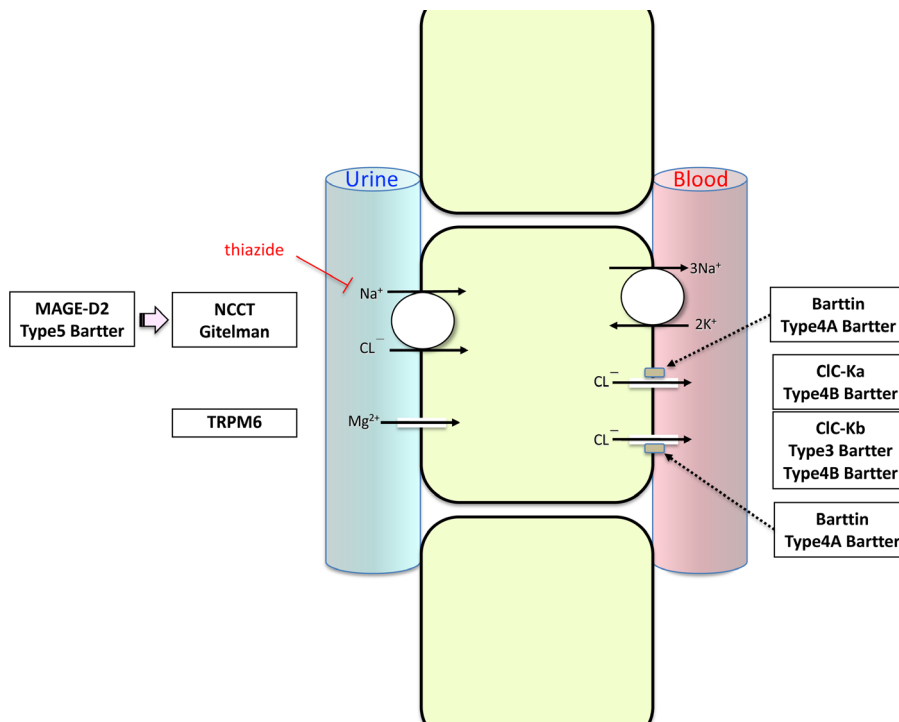 Urine
Blood
thiazide
Na⁺
3Na⁺
MAGE-D2
Type5 Bartter
NCCT
Gitelman
2K⁺
CL⁻
Barttin
Type4A Bartter
CL⁻
ClC-Ka
Type4B Bartter
TRPM6
Mg²⁺
CL⁻
ClC-Kb
Type3 Bartter
Type4B Bartter
Barttin
Type4A Bartter